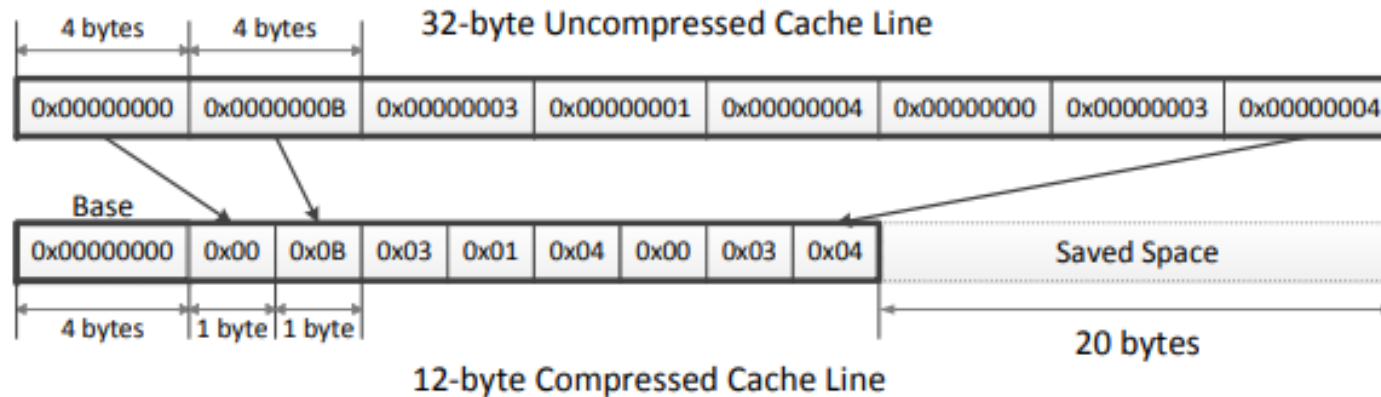 4 bytes 4 bytes 32-byte Uncompressed Cache Line
0x00000000 0x0000000B 0x00000003 0x00000001 0x00000004 0x00000000 0x00000003 0x00000004
Base
0x00000000 0x00 0x0B 0x03 0x01 0x04 0x00 0x03 0x04 Saved Space
4 bytes 1 byte 1 byte 20 bytes
12-byte Compressed Cache Line